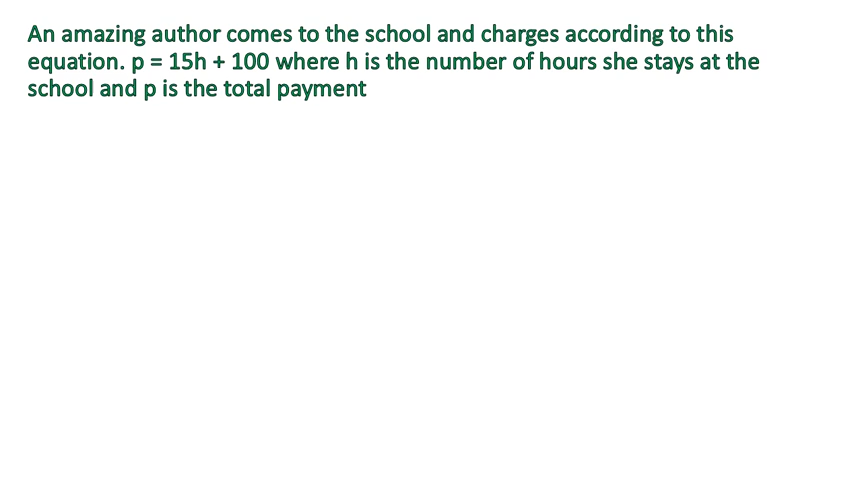 An amazing author comes to the school and charges according to this
equation. p = 15h + 100 where h is the number of hours she stays at the
school and p is the total payment